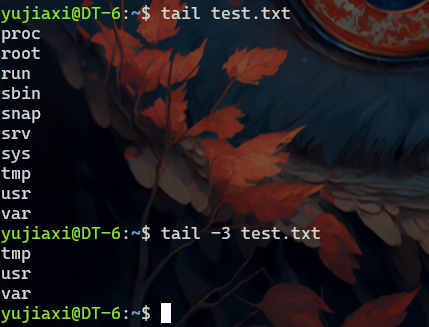 yujiaxi@DT-6:~$ tail test.txt
proc
root
run
sbin
snap
srv
sys
tmp
usr
var
yujiaxi@DT-6:~$ tail -3 test.txt
tmp
usr
var
yujiaxi@DT-6:~$